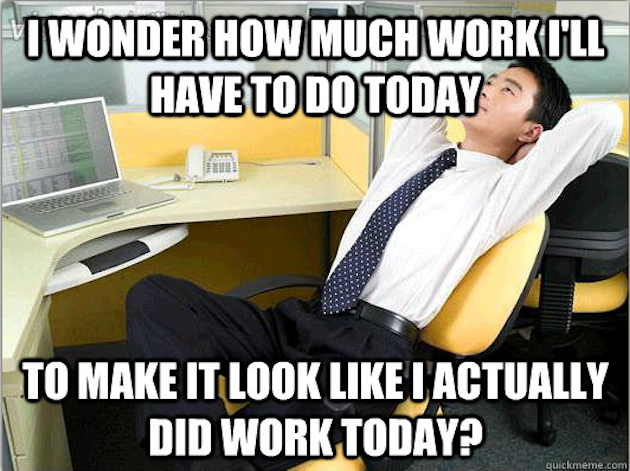 I WONDER HOW MUCH WORK I'LL
HAVE TO DO TODAY
TO MAKE IT LOOK LIKE I ACTUALLY
DID WORK TODAY?
quickmeme.com